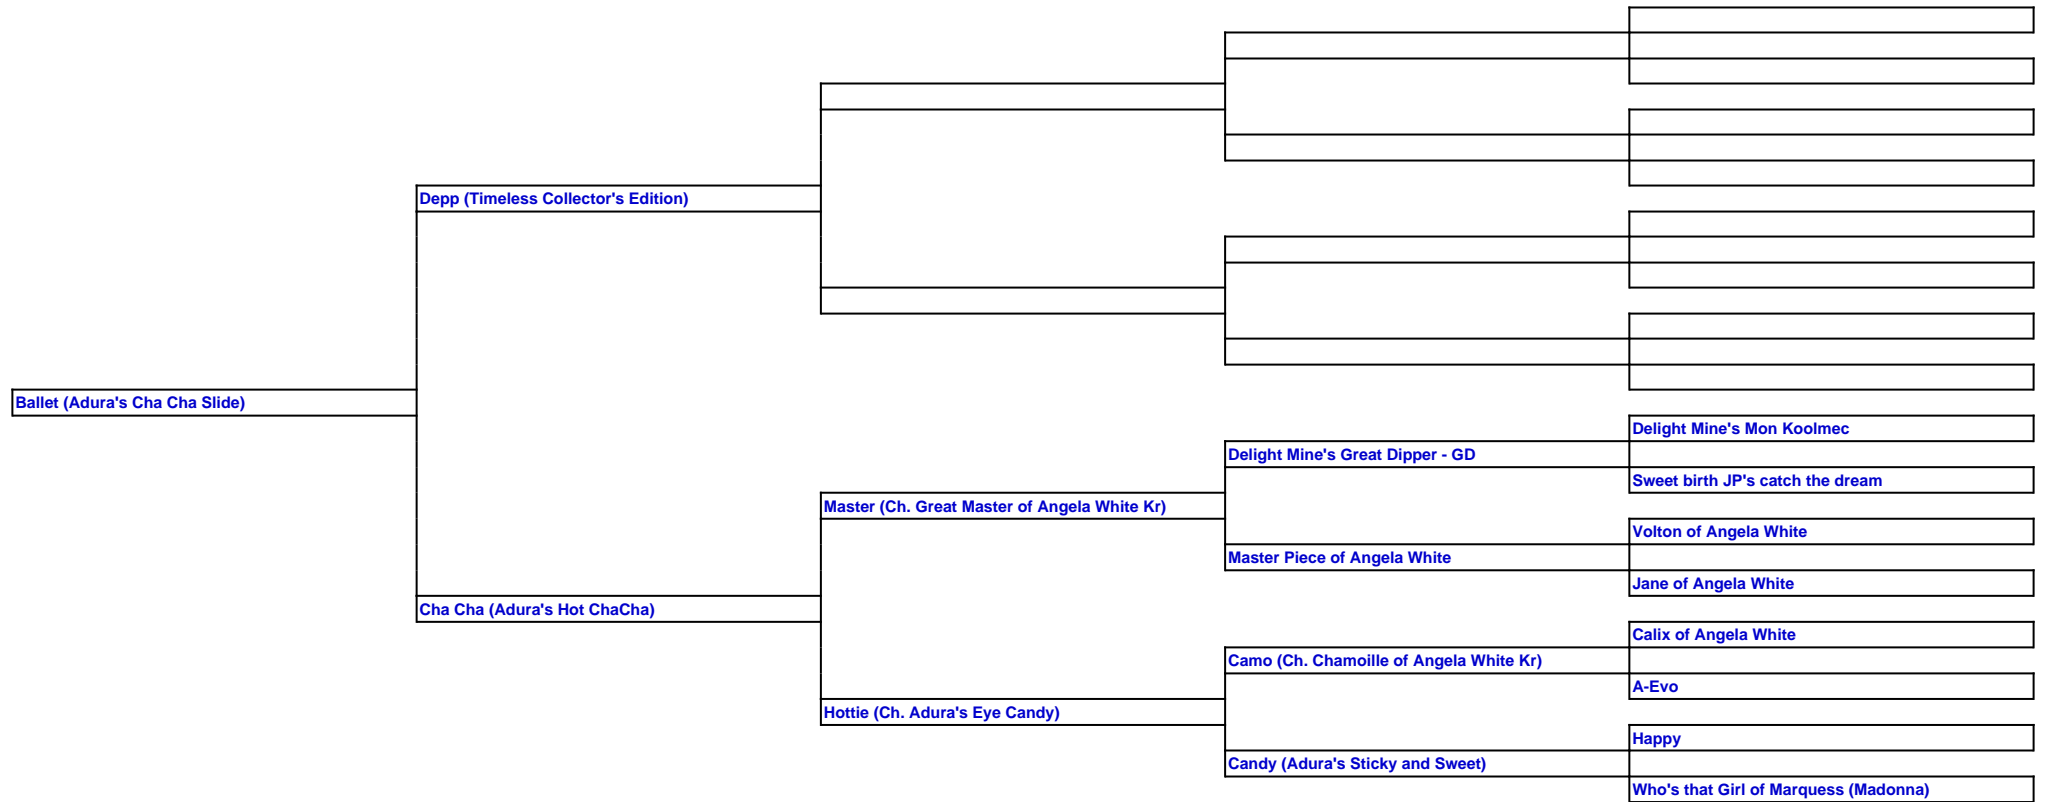 Depp (Timeless Collector's Edition)
Ballet (Adura's Cha Cha Slide)
Delight Mine's Mon Koolmec
Delight Mine's Great Dipper - GD
Sweet birth JP's catch the dream
Master (Ch. Great Master of Angela White Kr)
Volton of Angela White
Master Piece of Angela White
Jane of Angela White
Cha Cha (Adura's Hot ChaCha)
Calix of Angela White
Camo (Ch. Chamoille of Angela White Kr)
A-Evo
Hottie (Ch. Adura's Eye Candy)
Happy
Candy (Adura's Sticky and Sweet)
Who's that Girl of Marquess (Madonna)